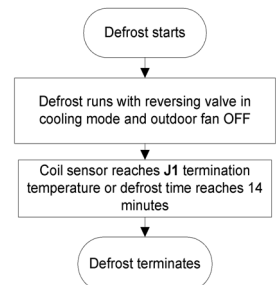 Defrost starts
Defrost runs with reversing valve in
cooling mode and outdoor fan OFF
Coil sensor reaches J1 termination
temperature or defrost time reaches 14
minutes
Defrost terminates